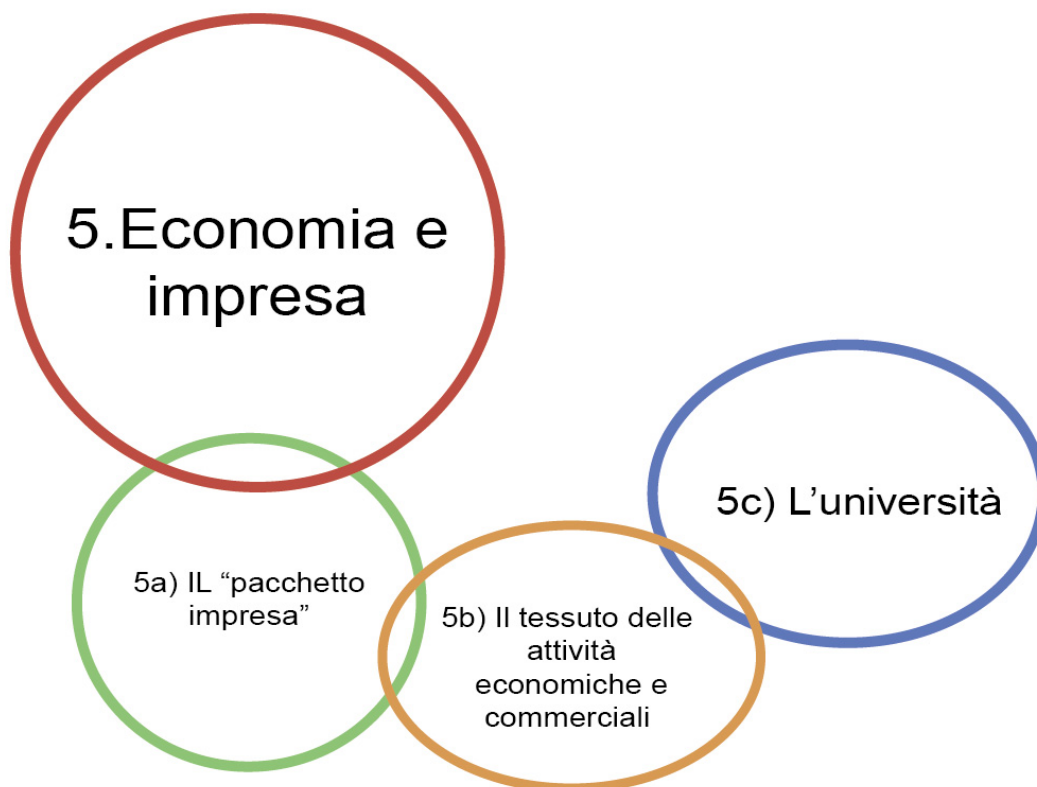 5.Economia e
impresa
5a) IL “pacchetto
impresa”
5b) Il tessuto delle
attività
economiche e
commerciali
5c) L’università